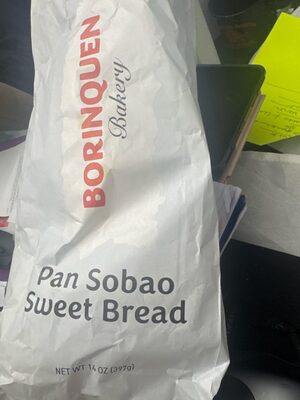 BORINQUEN
Bakery
Pan Sobao
Sweet Bread
NET WT 14 OZ (397g)